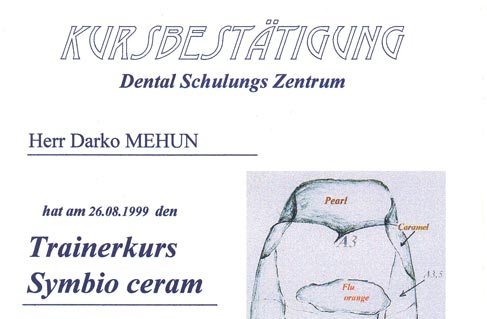 KURSBESTÄTIGUNG
Dental Schulungs Zentrum
Herr Darko MEHUN
hat am 26.08.1999 den
Trainerkurs
Symbio ceram
Pearl
A3
Caramel
A3,5
Flu
orange